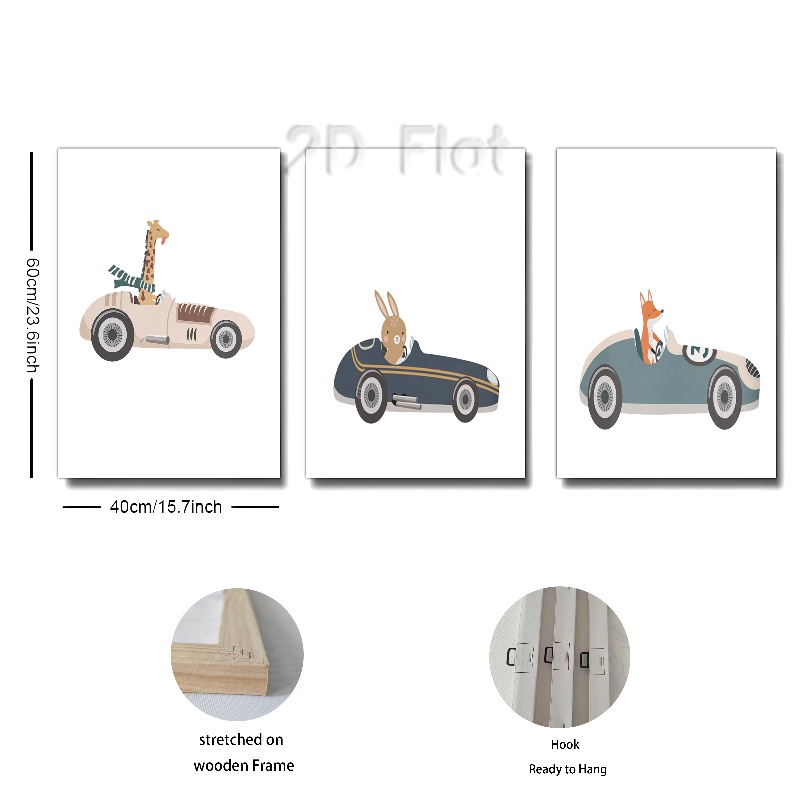 2D Flat
60cm/23.6inch
40cm/15.7inch
stretched on
wooden Frame
Hook
Ready to Hang